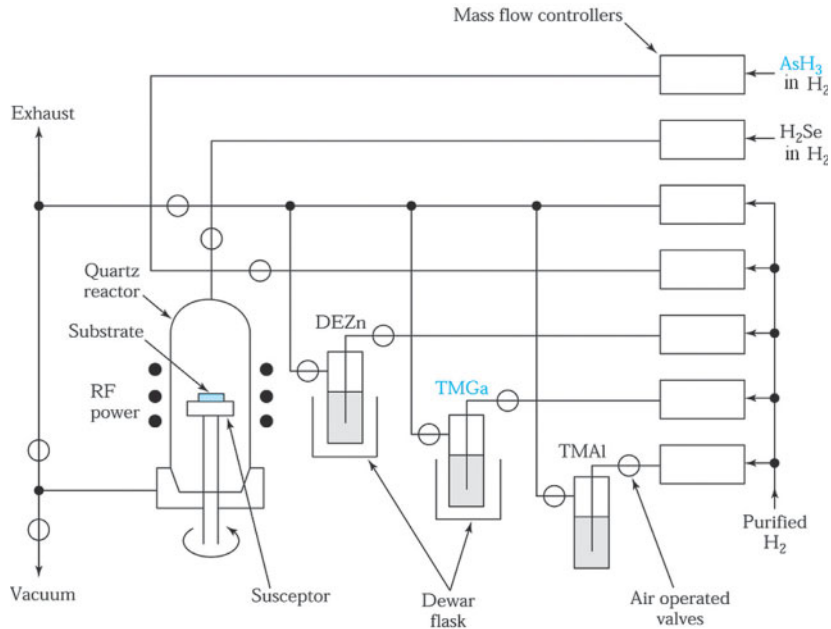 Mass flow controllers
AsH₃
in H₂
Exhaust
H₂Se
in H₂
Quartz
reactor
DEZn
Substrate
RF
power
TMGa
TMAl
Purified
H₂
Vacuum
Susceptor
Dewar
flask
Air operated
valves